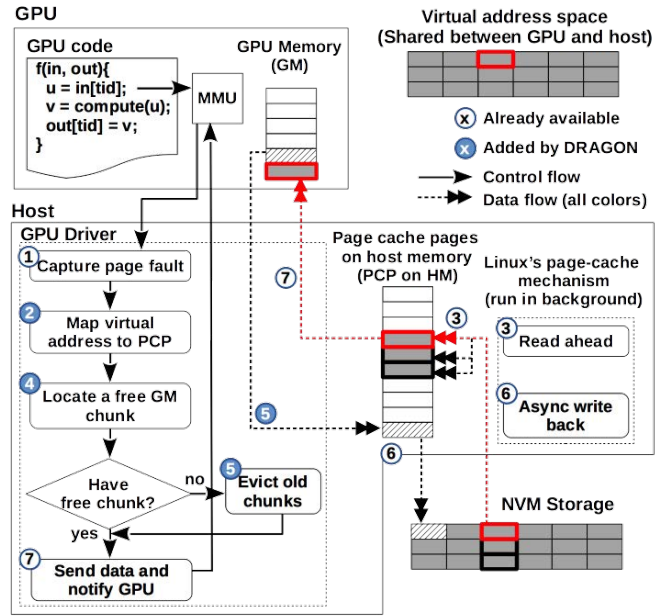 GPU
GPU code
f(in, out){
u = in[tid];
v = compute(u);
out[tid] = v;
}
MMU
GPU Memory
(GM)
Virtual address space
(Shared between GPU and host)
x Already available
x Added by DRAGON
Control flow
Data flow (all colors)
Host
GPU Driver
1 Capture page fault
2 Map virtual
address to PCP
4 Locate a free GM
chunk
Have
free chunk?
no
yes
5 Evict old
chunks
7 Send data and
notify GPU
7
5
Page cache pages
on host memory
(PCP on HM)
3
6
Linux's page-cache
mechanism
(run in background)
3 Read ahead
6 Async write
back
NVM Storage